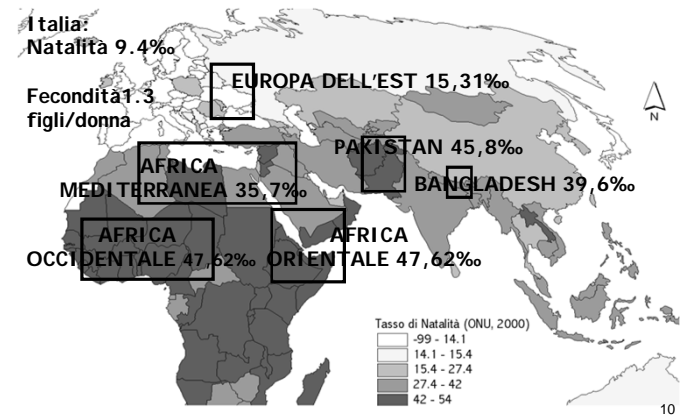 Italia:
Natalità 9.4‰
Fecondità1.3
figli/donna
EUROPA DELL'EST 15,31‰
N
PAKISTAN 45,8‰
BANGLADESH 39,6‰
AFRICA
MEDITERRANEA 35,7‰
AFRICA
OCCIDENTALE 47,62‰
AFRICA
ORIENTALE 47,62‰
Tasso di Natalità (ONU, 2000)
-99 - 14.1
14.1 - 15.4
15.4 - 27.4
27.4 - 42
42 - 54
10